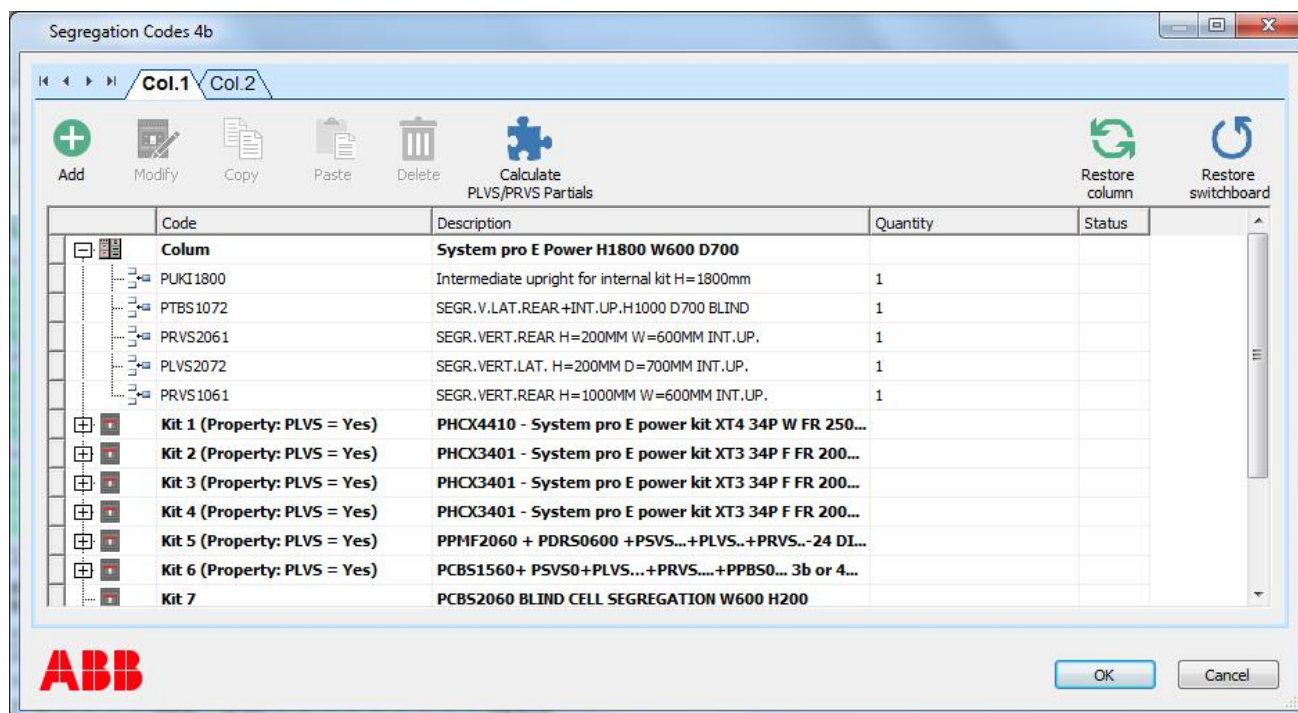 Segregation Codes 4b
Col.1 Col.2
Add Modify Copy Paste Delete Calculate PLVS/PRVS Partials Restore column Restore switchboard
Code Description Quantity Status
Colum System pro E Power H1800 W600 D700
PUKI1800 Intermediate upright for internal kit H=1800mm 1
PTBS1072 SEGR.V.LAT.REAR+INT.UP.H1000 D700 BLIND 1
PRVS2061 SEGR.VERT.REAR H=200MM W=600MM INT.UP. 1
PLVS2072 SEGR.VERT.LAT. H=200MM D=700MM INT.UP. 1
PRVS1061 SEGR.VERT.REAR H=1000MM W=600MM INT.UP. 1
Kit 1 (Property: PLVS = Yes) PHCX4410 - System pro E power kit XT4 34P W FR 250...
Kit 2 (Property: PLVS = Yes) PHCX3401 - System pro E power kit XT3 34P F FR 200...
Kit 3 (Property: PLVS = Yes) PHCX3401 - System pro E power kit XT3 34P F FR 200...
Kit 4 (Property: PLVS = Yes) PHCX3401 - System pro E power kit XT3 34P F FR 200...
Kit 5 (Property: PLVS = Yes) PPMF2060 + PDRS0600 +PSVS...+PLVS..+PRVS..-24 DI...
Kit 6 (Property: PLVS = Yes) PCBS1560+ PSVS0+PLVS...+PRVS....+PPBS0... 3b or 4...
Kit 7 PCBS2060 BLIND CELL SEGREGATION W600 H200
ABB
OK Cancel